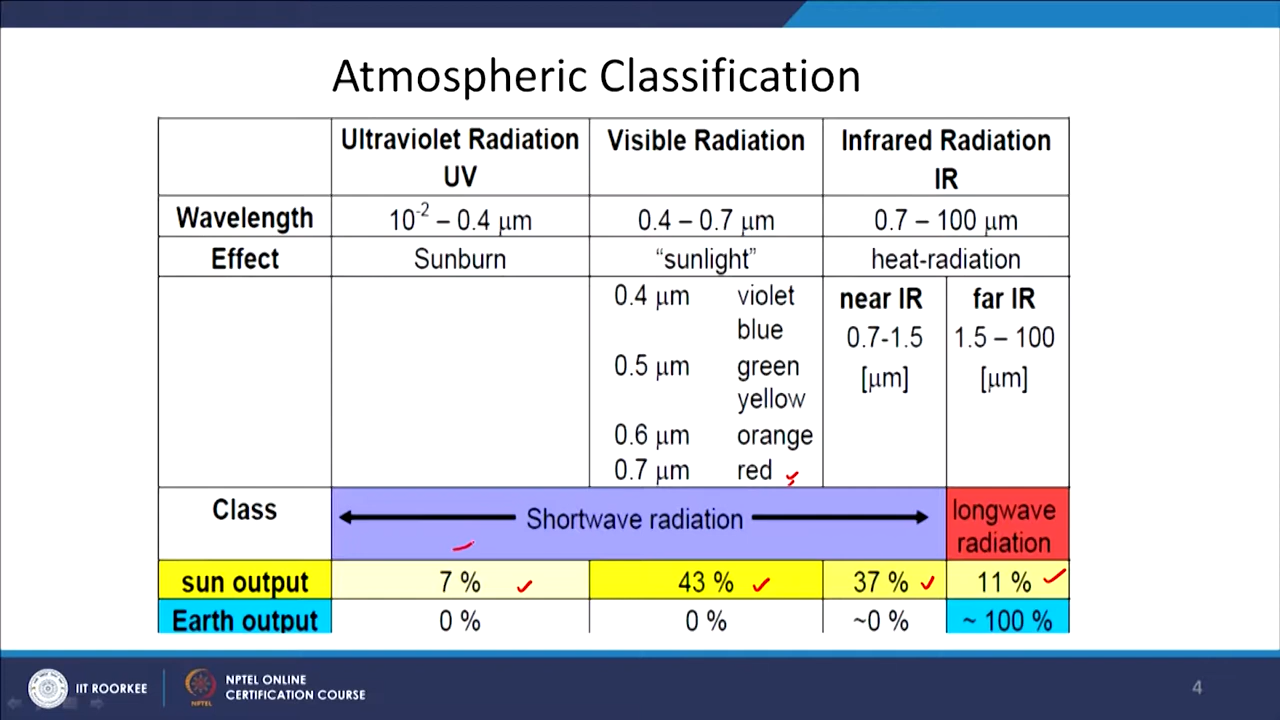 Atmospheric Classification
Ultraviolet Radiation UV Visible Radiation Infrared Radiation IR
Wavelength 10⁻² – 0.4 μm 0.4 – 0.7 μm 0.7 – 100 μm
Effect Sunburn “sunlight” heat-radiation
0.4 μm violet near IR far IR
blue 0.7-1.5 1.5 – 100
0.5 μm green [μm] [μm]
yellow
0.6 μm orange
0.7 μm red
Class Shortwave radiation longwave radiation
sun output 7 % 43 % 37 % 11 %
Earth output 0 % 0 % ~0 % ~ 100 %
IIT ROORKEE
NPTEL
NPTEL ONLINE
CERTIFICATION COURSE
4